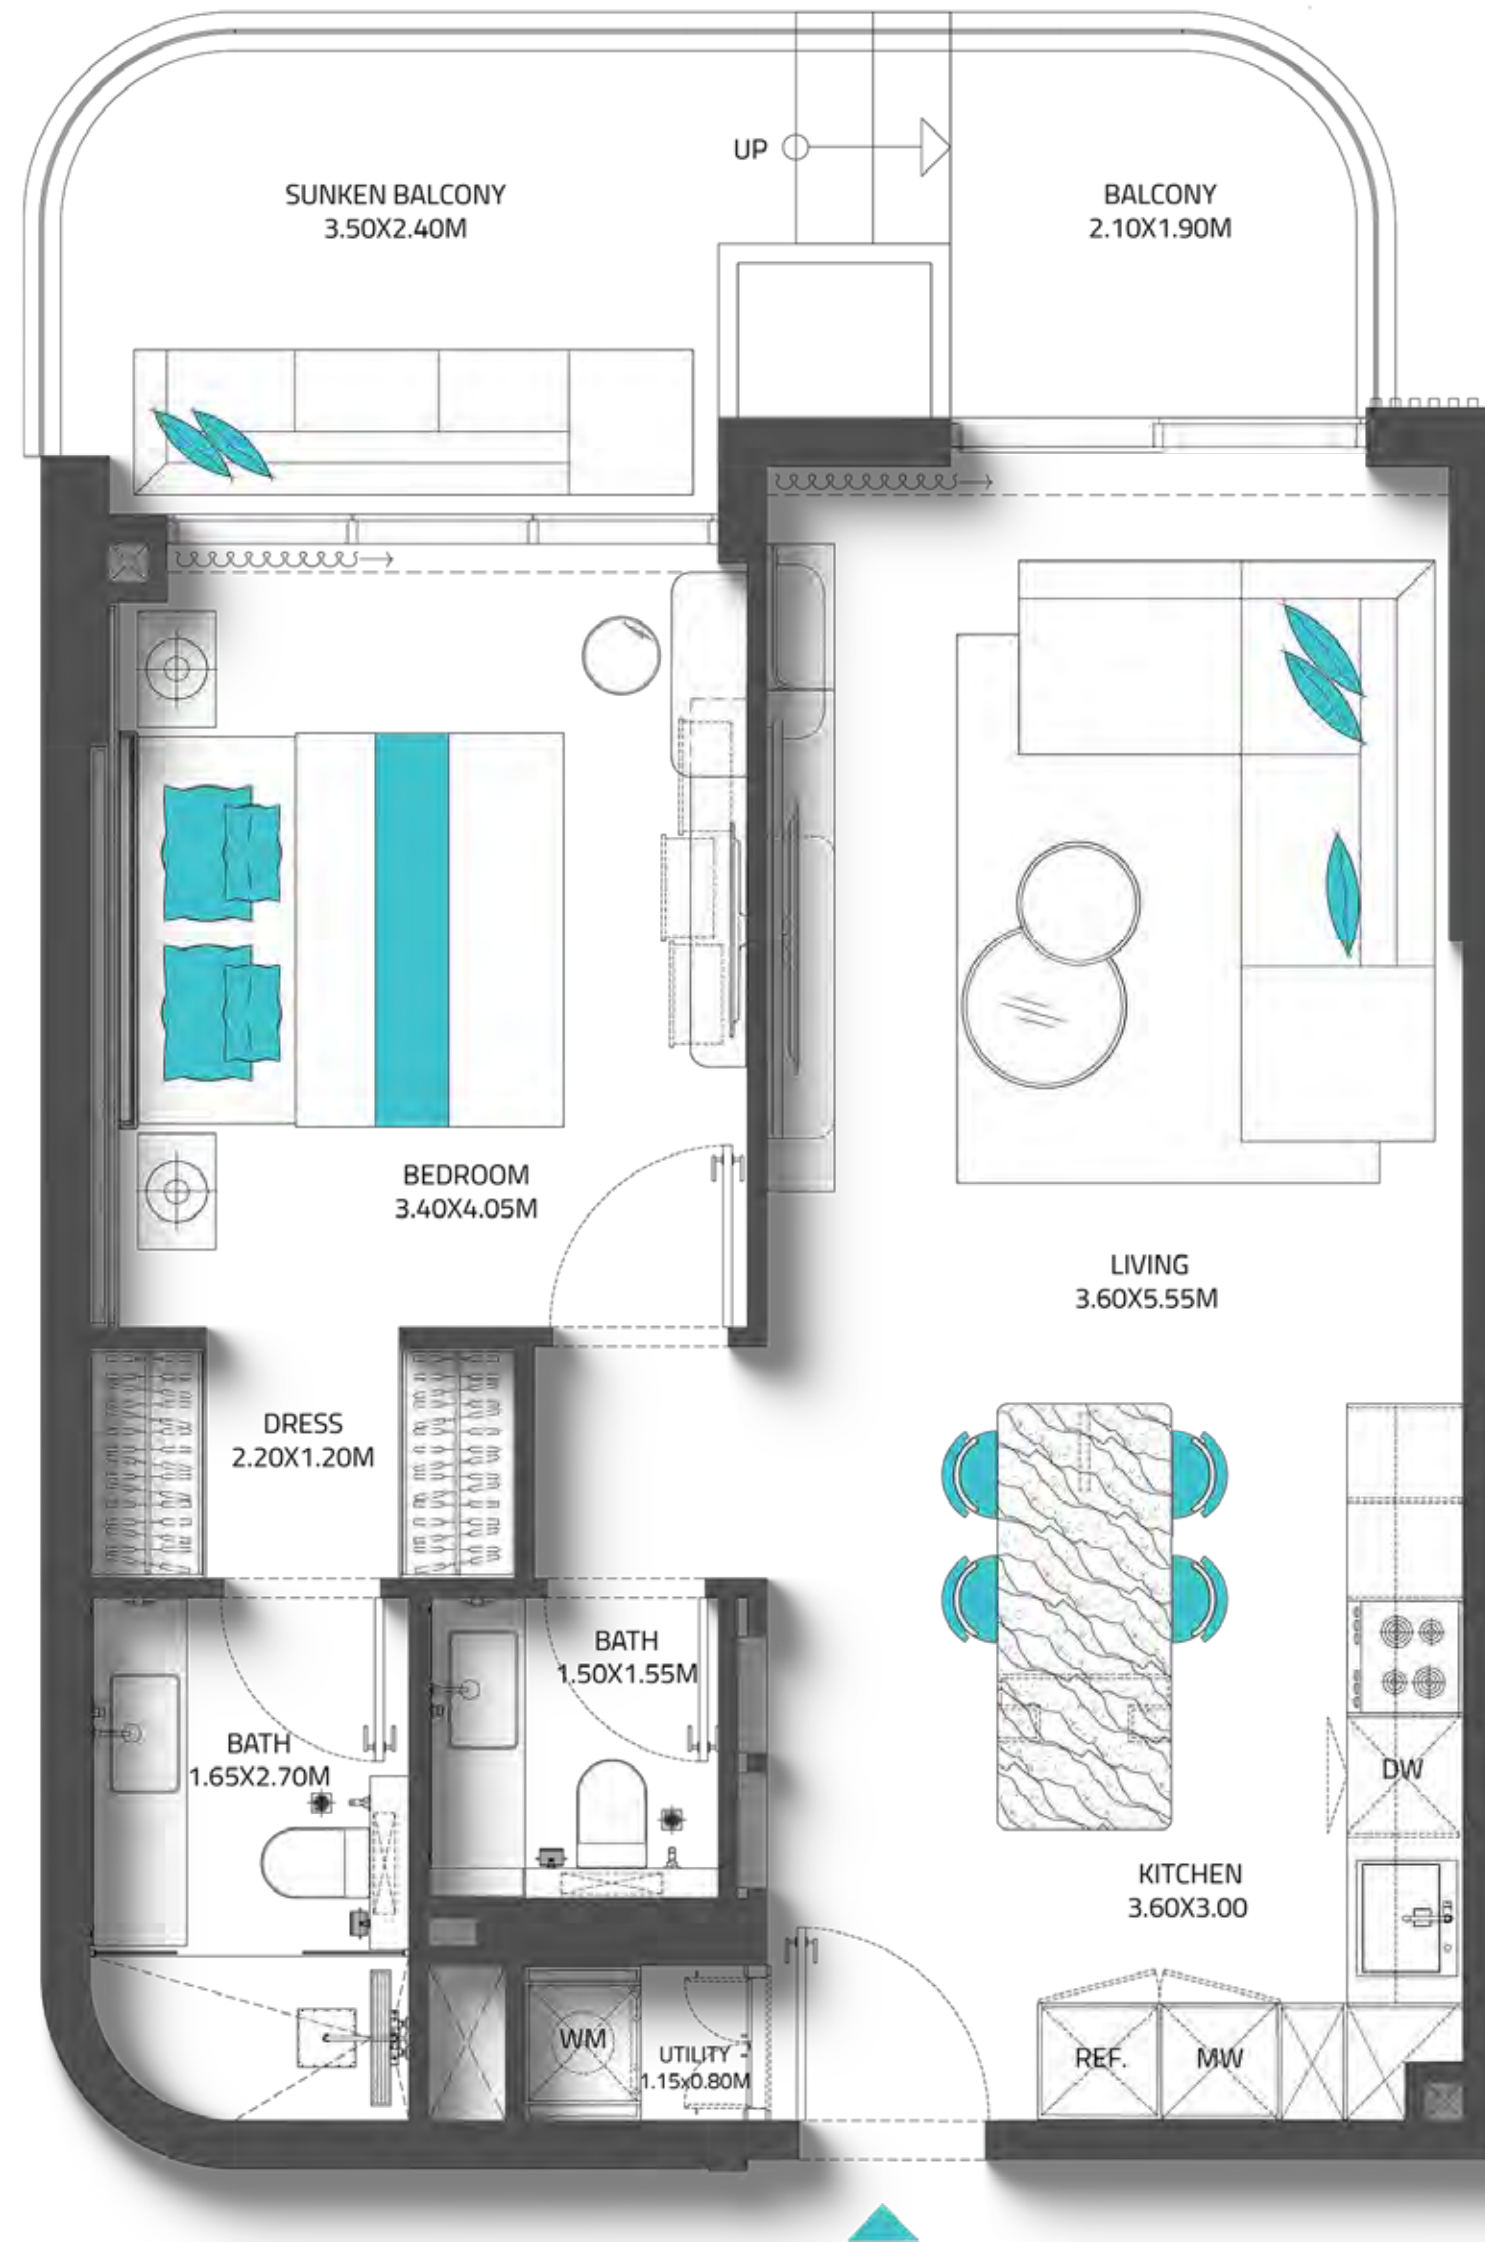 UP
SUNKEN BALCONY
3.50X2.40M
BALCONY
2.10X1.90M
BEDROOM
3.40X4.05M
LIVING
3.60X5.55M
DRESS
2.20X1.20M
BATH
1.50X1.55M
BATH
1.65X2.70M
DW
KITCHEN
3.60X3.00
WM
UTILITY
1.15x0.80M
REF.
MW